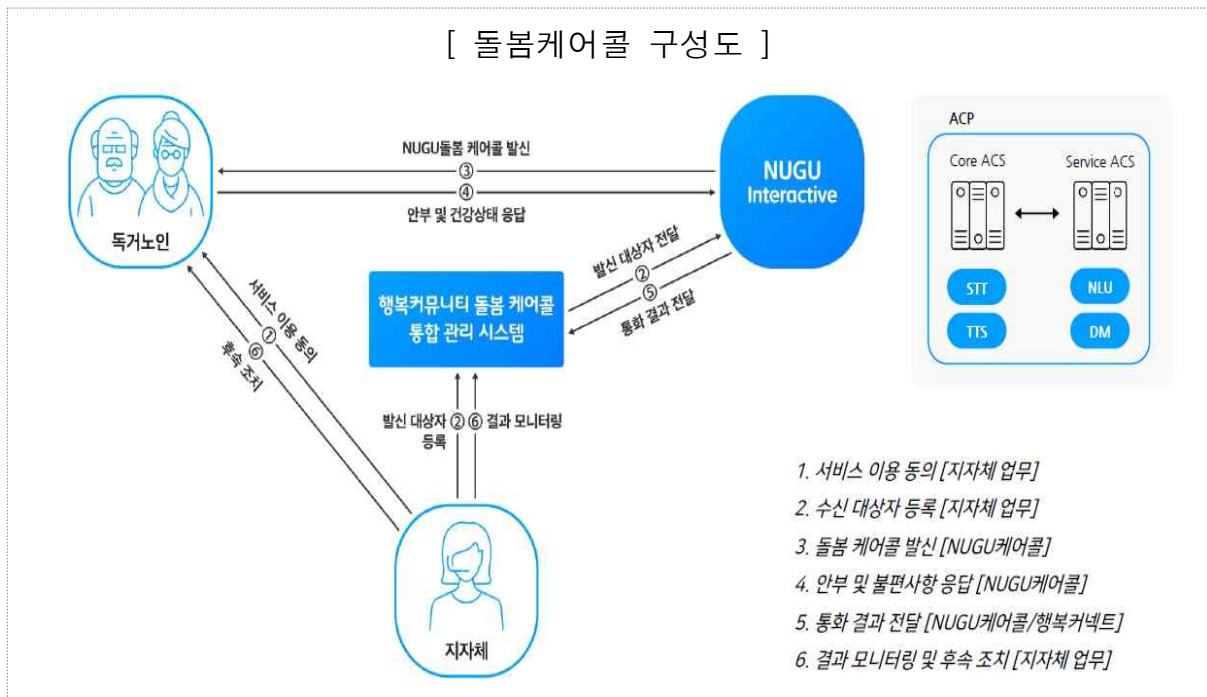 [ 돌봄케어콜 구성도 ]
NUGU돌봄 케어콜 발신
③
④
안부 및 건강상태 응답
독거노인
NUGU
Interactive
ACP
Core ACS
Service ACS
STT
NLU
TTS
DM
발신 대상자 전달
②
⑤
통화 결과 전달
행복커뮤니티 돌봄 케어콜
통합 관리 시스템
서비스 이용 동의
①
⑥
후속 조치
발신 대상자 ② ⑥ 결과 모니터링
등록
지자체
1. 서비스 이용 동의 [지자체 업무]
2. 수신 대상자 등록 [지자체 업무]
3. 돌봄 케어콜 발신 [NUGU케어콜]
4. 안부 및 불편사항 응답 [NUGU케어콜]
5. 통화 결과 전달 [NUGU케어콜/행복커넥트]
6. 결과 모니터링 및 후속 조치 [지자체 업무]